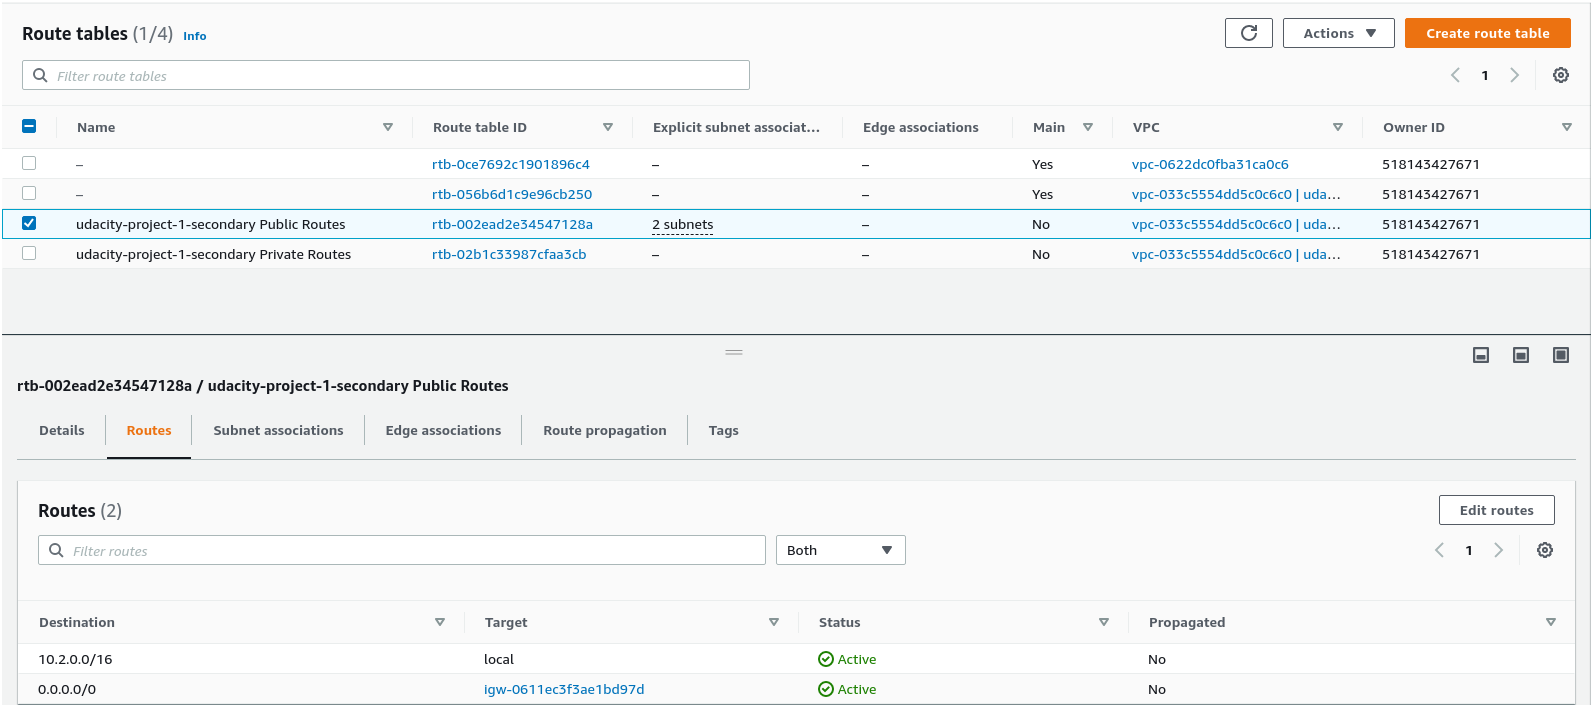 Route tables (1/4) Info
Actions
Create route table
Filter route tables
1
Name Route table ID Explicit subnet associat... Edge associations Main VPC Owner ID
– rtb-0ce7692c1901896c4 – – Yes vpc-0622dc0fba31ca0c6 518143427671
– rtb-056b6d1c9e96cb250 – – Yes vpc-033c5554dd5c0c6c0 | uda... 518143427671
udacity-project-1-secondary Public Routes rtb-002ead2e34547128a 2 subnets – No vpc-033c5554dd5c0c6c0 | uda... 518143427671
udacity-project-1-secondary Private Routes rtb-02b1c33987cfaa3cb – – No vpc-033c5554dd5c0c6c0 | uda... 518143427671
rtb-002ead2e34547128a / udacity-project-1-secondary Public Routes
Details Routes Subnet associations Edge associations Route propagation Tags
Routes (2)
Edit routes
Filter routes
Both
1
Destination Target Status Propagated
10.2.0.0/16 local Active No
0.0.0.0/0 igw-0611ec3f3ae1bd97d Active No